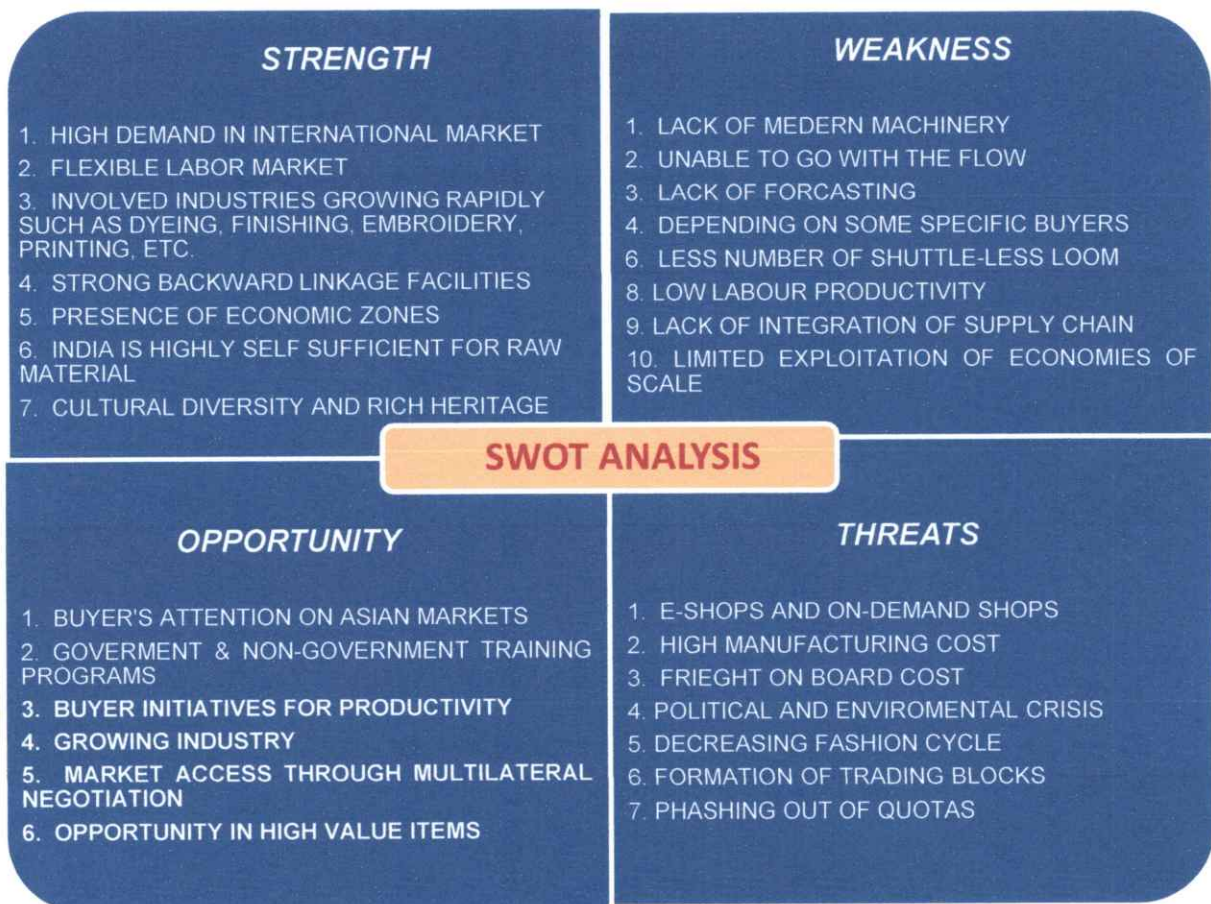 STRENGTH
1. HIGH DEMAND IN INTERNATIONAL MARKET
2. FLEXIBLE LABOR MARKET
3. INVOLVED INDUSTRIES GROWING RAPIDLY
SUCH AS DYEING, FINISHING, EMBROIDERY,
PRINTING, ETC.
4. STRONG BACKWARD LINKAGE FACILITIES
5. PRESENCE OF ECONOMIC ZONES
6. INDIA IS HIGHLY SELF SUFFICIENT FOR RAW
MATERIAL
7. CULTURAL DIVERSITY AND RICH HERITAGE
WEAKNESS
1. LACK OF MEDERN MACHINERY
2. UNABLE TO GO WITH THE FLOW
3. LACK OF FORCASTING
4. DEPENDING ON SOME SPECIFIC BUYERS
6. LESS NUMBER OF SHUTTLE-LESS LOOM
8. LOW LABOUR PRODUCTIVITY
9. LACK OF INTEGRATION OF SUPPLY CHAIN
10. LIMITED EXPLOITATION OF ECONOMIES OF
SCALE
SWOT ANALYSIS
OPPORTUNITY
1. BUYER'S ATTENTION ON ASIAN MARKETS
2. GOVERMENT & NON-GOVERNMENT TRAINING
PROGRAMS
3. BUYER INITIATIVES FOR PRODUCTIVITY
4. GROWING INDUSTRY
5. MARKET ACCESS THROUGH MULTILATERAL
NEGOTIATION
6. OPPORTUNITY IN HIGH VALUE ITEMS
THREATS
1. E-SHOPS AND ON-DEMAND SHOPS
2. HIGH MANUFACTURING COST
3. FRIEGHT ON BOARD COST
4. POLITICAL AND ENVIROMENTAL CRISIS
5. DECREASING FASHION CYCLE
6. FORMATION OF TRADING BLOCKS
7. PHASHING OUT OF QUOTAS